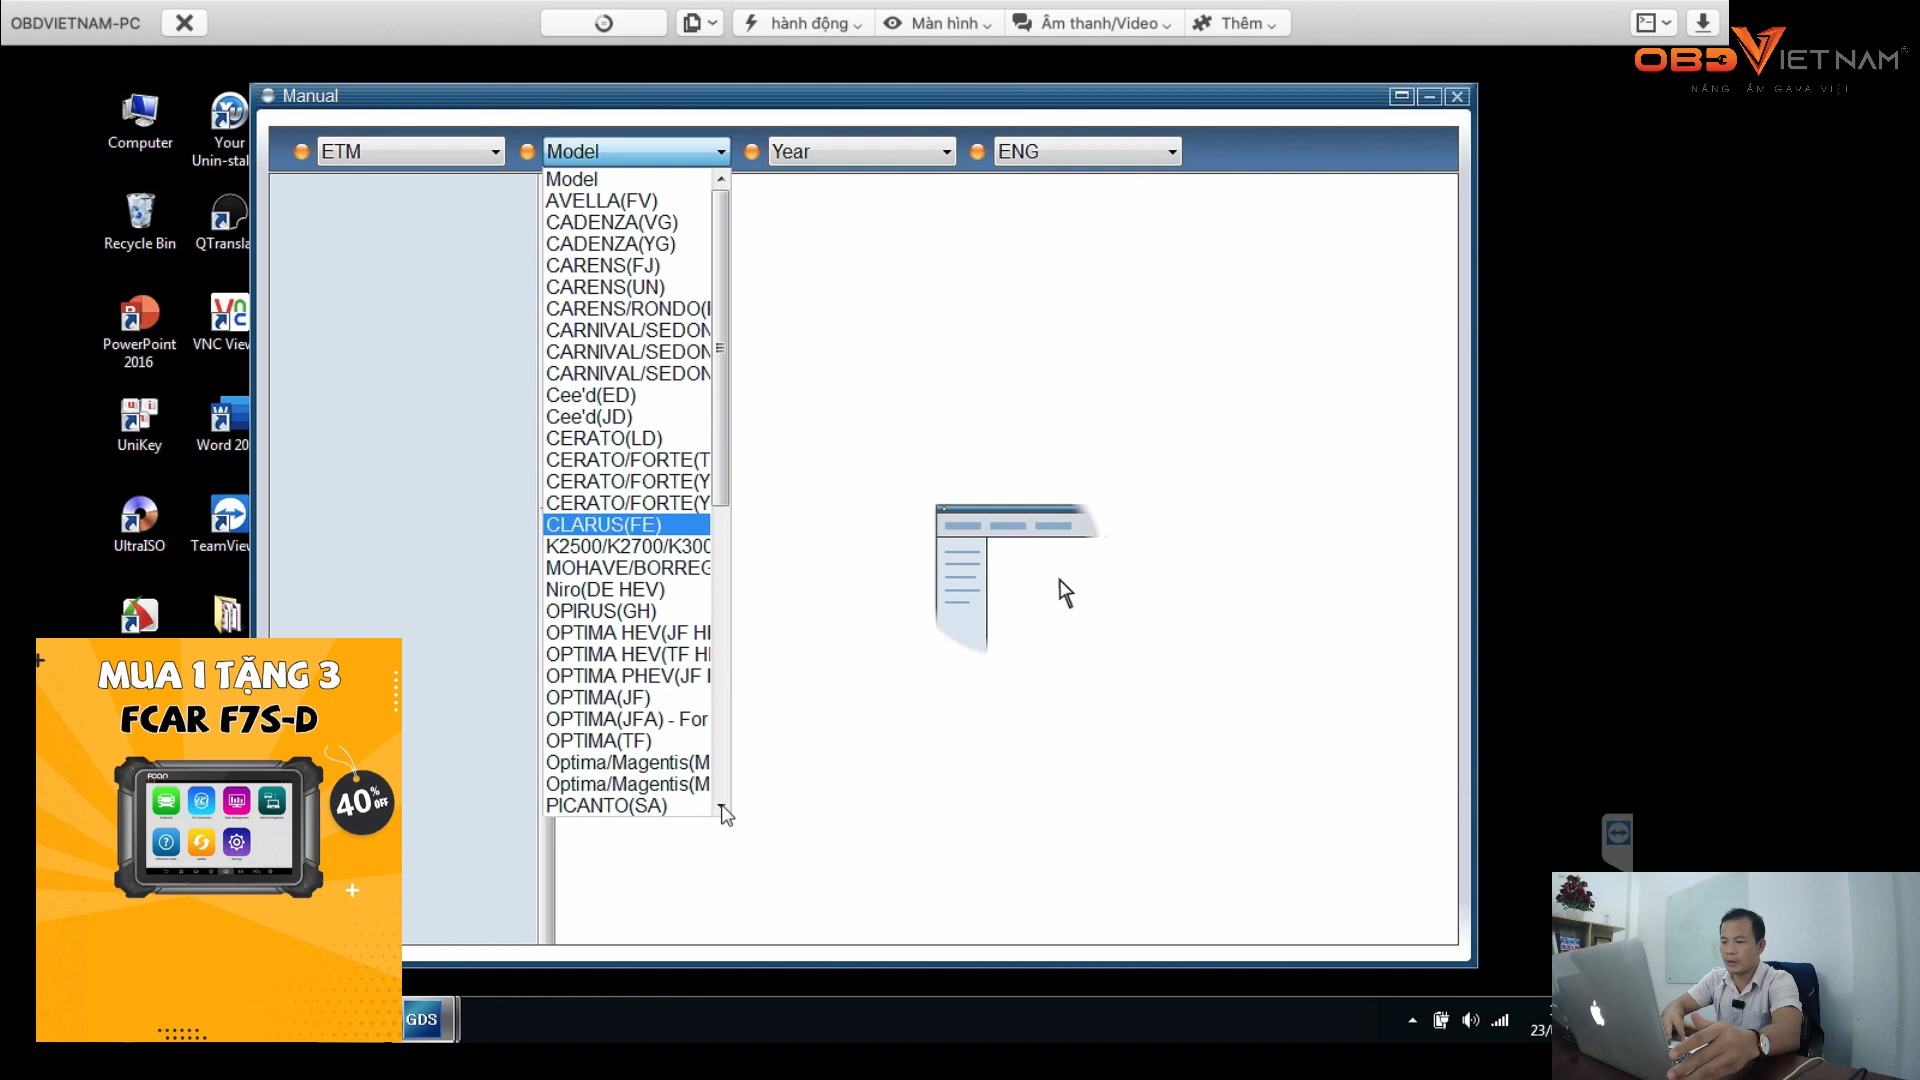 OBDVIETNAM-PC
hành động
Màn hình
Âm thanh/Video
Thêm
OBDVIETNAM
Manual
ETM
Model
Year
ENG
Computer
Your
Unin-stal
Recycle Bin
QTransla
PowerPoint
2016
VNC View
UniKey
Word 20
UltraISO
TeamView
Model
AVELLA(FV)
CADENZA(VG)
CADENZA(YG)
CARENS(FJ)
CARENS(UN)
CARENS/RONDO(
CARNIVAL/SEDON
CARNIVAL/SEDON
CARNIVAL/SEDON
Cee'd(ED)
Cee'd(JD)
CERATO(LD)
CERATO/FORTE(T
CERATO/FORTE(Y
CERATO/FORTE(Y
CLARUS(FE)
K2500/K2700/K300
MOHAVE/BORREG
Niro(DE HEV)
OPIRUS(GH)
OPTIMA HEV(JF H
OPTIMA HEV(TF H
OPTIMA PHEV(JF
OPTIMA(JF)
OPTIMA(JFA) - For
OPTIMA(TF)
Optima/Magentis(M
Optima/Magentis(M
PICANTO(SA)
MUA 1 TẶNG 3
FCAR F7S-D
FCAR
VCI
40% OFF
GDS
23/